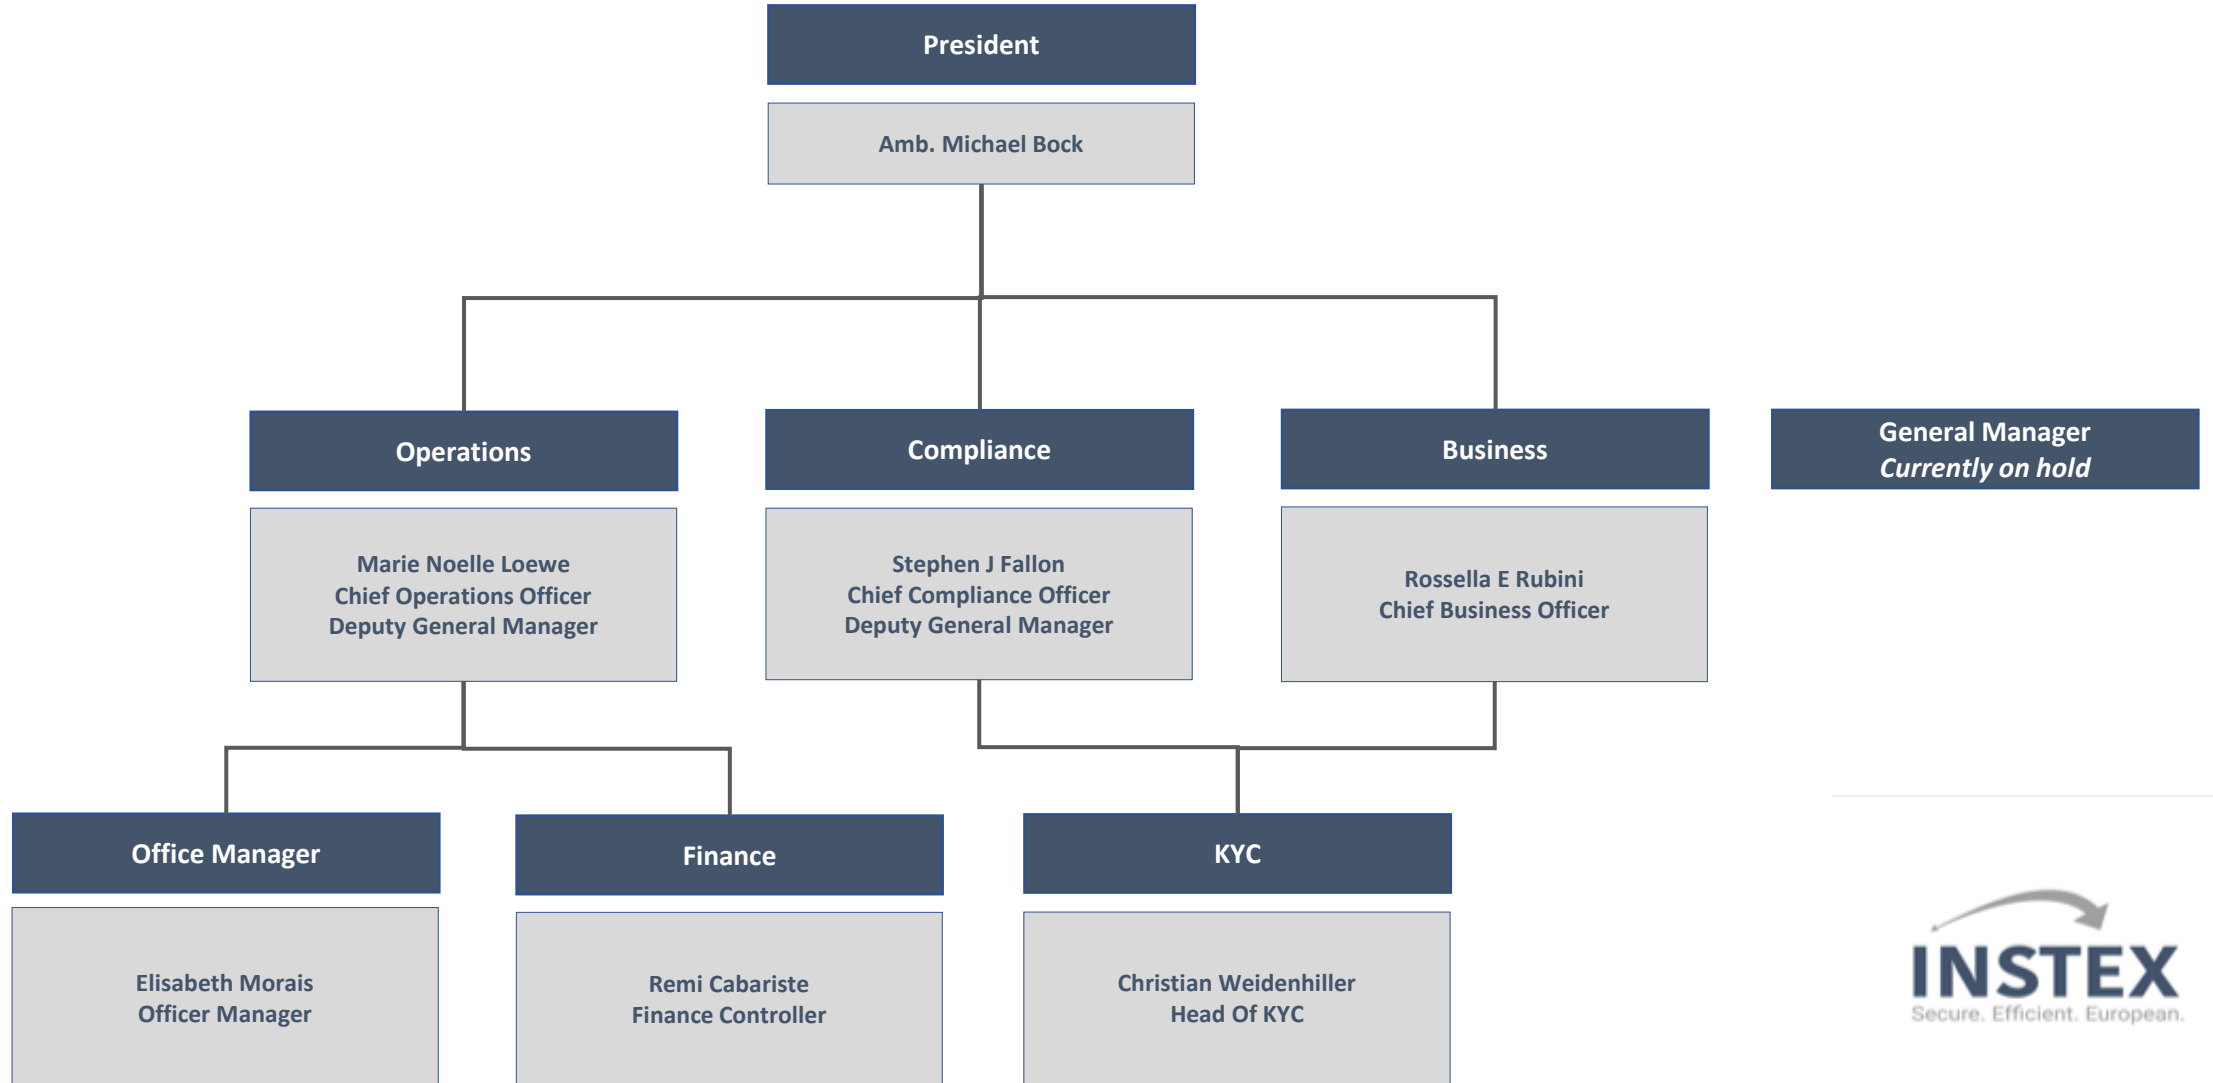 President
Amb. Michael Bock
Operations
Compliance
Business
General Manager
Currently on hold
Marie Noelle Loewe
Chief Operations Officer
Deputy General Manager
Stephen J Fallon
Chief Compliance Officer
Deputy General Manager
Rossella E Rubini
Chief Business Officer
Office Manager
Finance
KYC
Elisabeth Morais
Officer Manager
Remi Cabariste
Finance Controller
Christian Weidenhiller
Head Of KYC
INSTEX
Secure. Efficient. European.